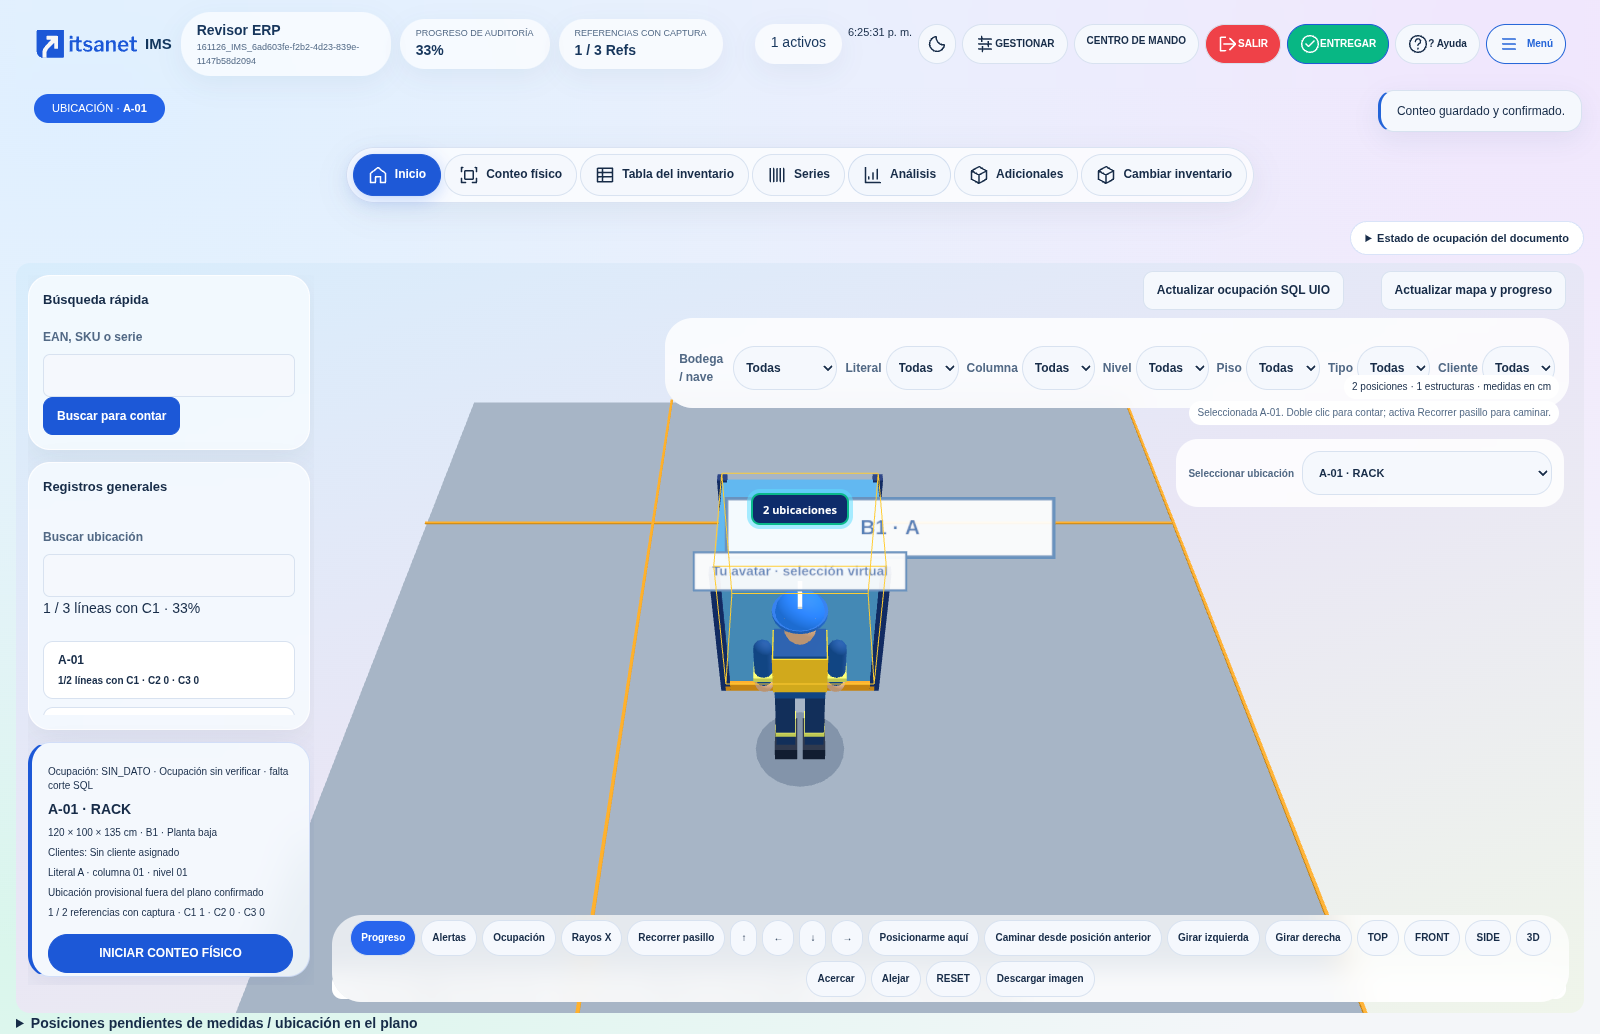 itsanet IMS
Revisor ERP
161126_IMS_6ad603fe-f2b2-4d23-839e-
1147b58d2094
PROGRESO DE AUDITORÍA
33%
REFERENCIAS CON CAPTURA
1 / 3 Refs
1 activos
6:25:31 p. m.
GESTIONAR
CENTRO DE MANDO
SALIR
ENTREGAR
? Ayuda
Menú
UBICACIÓN · A-01
Conteo guardado y confirmado.
Inicio
Conteo físico
Tabla del inventario
Series
Análisis
Adicionales
Cambiar inventario
Estado de ocupación del documento
Búsqueda rápida
EAN, SKU o serie
Buscar para contar
Registros generales
Buscar ubicación
1 / 3 líneas con C1 · 33%
A-01
1/2 líneas con C1 · C2 0 · C3 0
Ocupación: SIN_DATO · Ocupación sin verificar · falta
corte SQL
A-01 · RACK
120 × 100 × 135 cm · B1 · Planta baja
Clientes: Sin cliente asignado
Literal A · columna 01 · nivel 01
Ubicación provisional fuera del plano confirmado
1 / 2 referencias con captura · C1 1 · C2 0 · C3 0
INICIAR CONTEO FÍSICO
Actualizar ocupación SQL UIO
Actualizar mapa y progreso
Bodega
/ nave
Todas
Literal
Todas
Columna
Todas
Nivel
Todas
Piso
Todas
Tipo
Todas
Cliente
Todas
2 posiciones · 1 estructuras · medidas en cm
Seleccionada A-01. Doble clic para contar; activa Recorrer pasillo para caminar.
Seleccionar ubicación
A-01 · RACK
2 ubicaciones
B1 · A
Tu avatar · selección virtual
Progreso
Alertas
Ocupación
Rayos X
Recorrer pasillo
↑
←
↓
→
Posicionarme aquí
Caminar desde posición anterior
Girar izquierda
Girar derecha
TOP
FRONT
SIDE
3D
Acercar
Alejar
RESET
Descargar imagen
Posiciones pendientes de medidas / ubicación en el plano